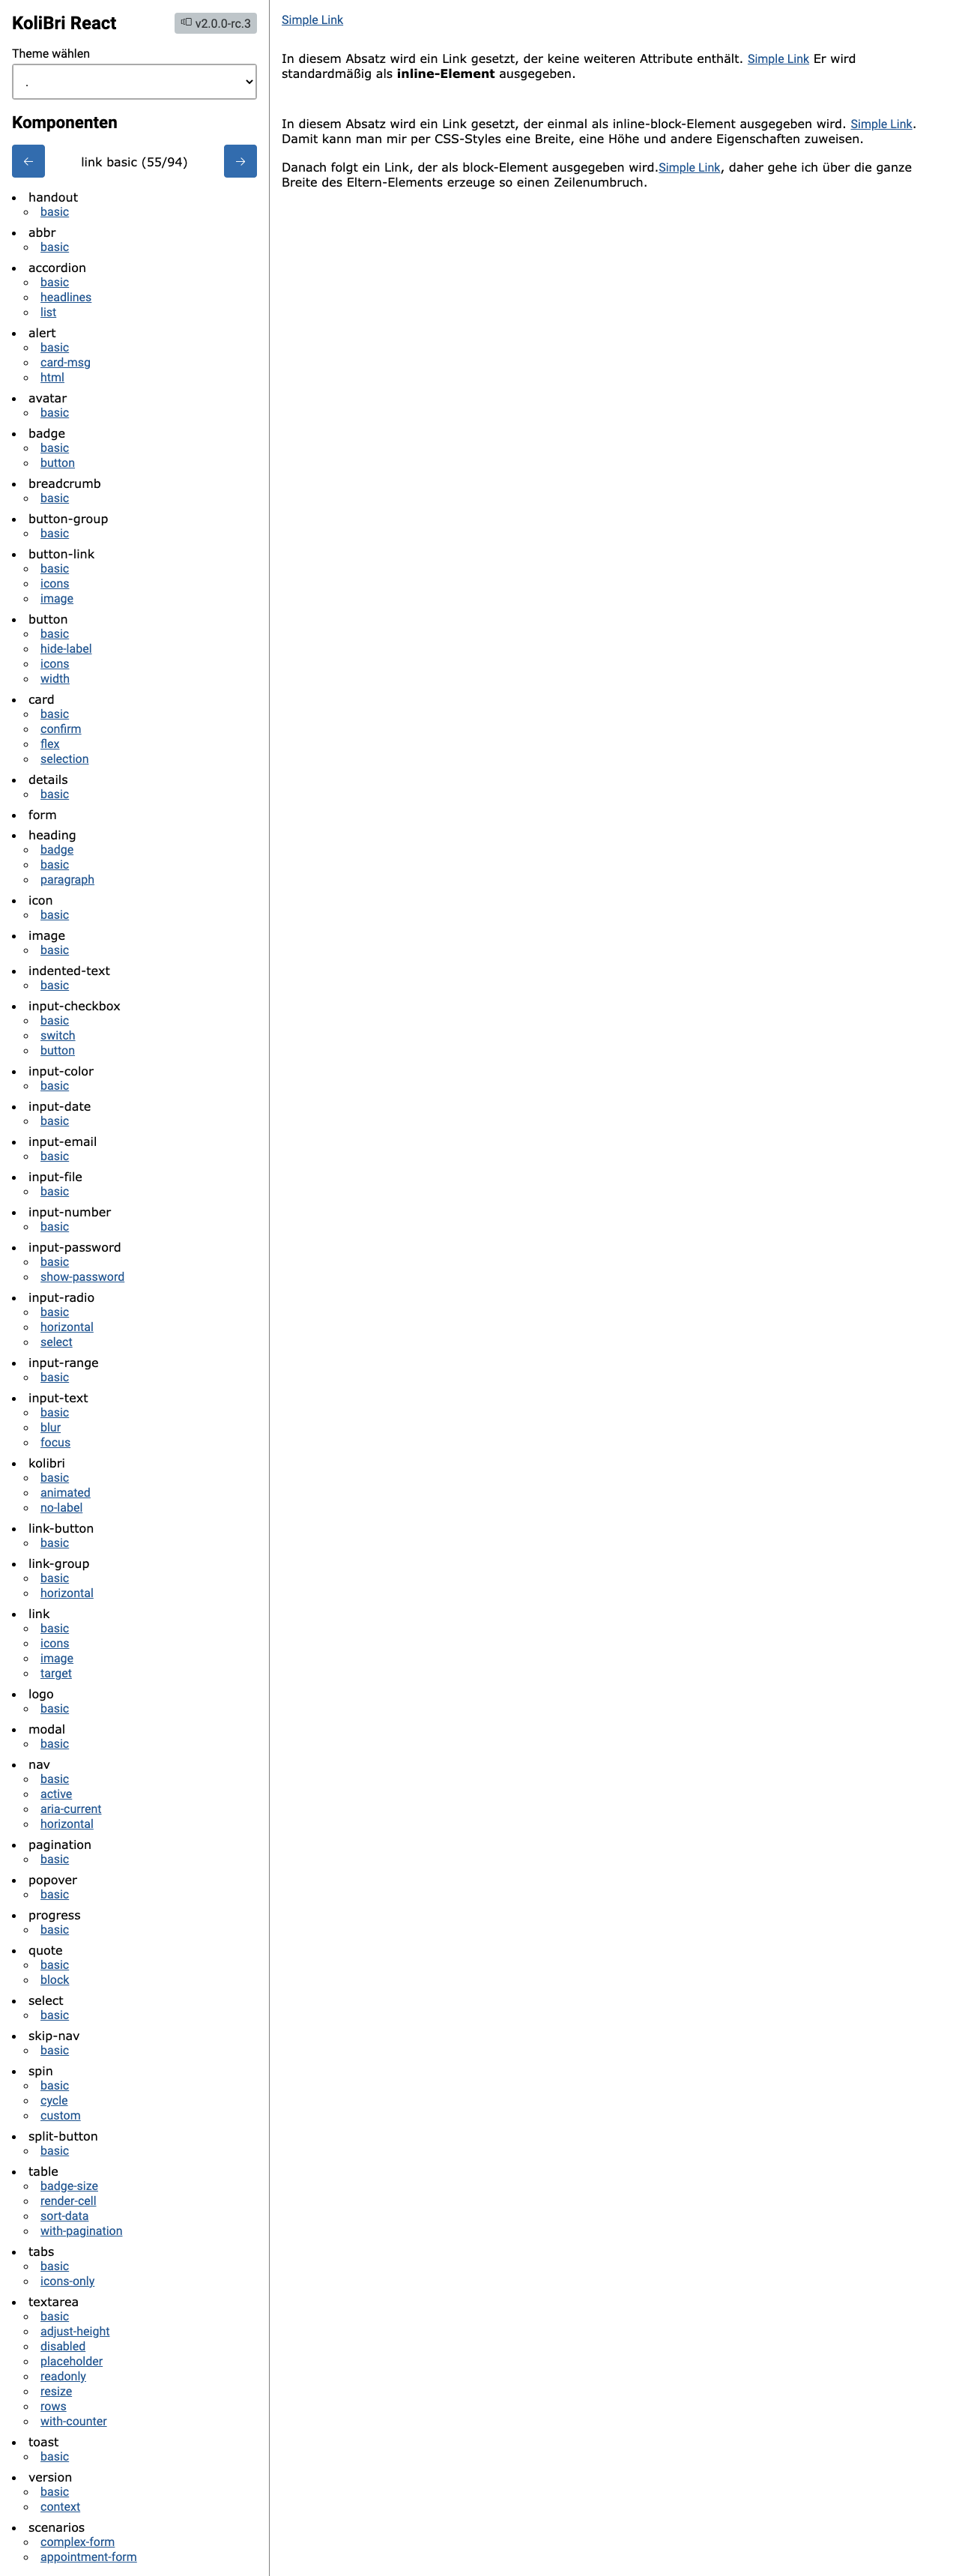 KoliBri React
v2.0.0-rc.3
Theme wählen
.
Komponenten
link basic (55/94)
handout
basic
abbr
basic
accordion
basic
headlines
list
alert
basic
card-msg
html
avatar
basic
badge
basic
button
breadcrumb
basic
button-group
basic
button-link
basic
icons
image
button
basic
hide-label
icons
width
card
basic
confirm
flex
selection
details
basic
form
heading
badge
basic
paragraph
icon
basic
image
basic
indented-text
basic
input-checkbox
basic
switch
button
input-color
basic
input-date
basic
input-email
basic
input-file
basic
input-number
basic
input-password
basic
show-password
input-radio
basic
horizontal
select
input-range
basic
input-text
basic
blur
focus
kolibri
basic
animated
no-label
link-button
basic
link-group
basic
horizontal
link
basic
icons
image
target
logo
basic
modal
basic
nav
basic
active
aria-current
horizontal
pagination
basic
popover
basic
progress
basic
quote
basic
block
select
basic
skip-nav
basic
spin
basic
cycle
custom
split-button
basic
table
badge-size
render-cell
sort-data
with-pagination
tabs
basic
icons-only
textarea
basic
adjust-height
disabled
placeholder
readonly
resize
rows
with-counter
toast
basic
version
basic
context
scenarios
complex-form
appointment-form
Simple Link
In diesem Absatz wird ein Link gesetzt, der keine weiteren Attribute enthält. Simple Link Er wird
standardmäßig als inline-Element ausgegeben.
In diesem Absatz wird ein Link gesetzt, der einmal als inline-block-Element ausgegeben wird. Simple Link.
Damit kann man mir per CSS-Styles eine Breite, eine Höhe und andere Eigenschaften zuweisen.
Danach folgt ein Link, der als block-Element ausgegeben wird.Simple Link, daher gehe ich über die ganze
Breite des Eltern-Elements erzeuge so einen Zeilenumbruch.